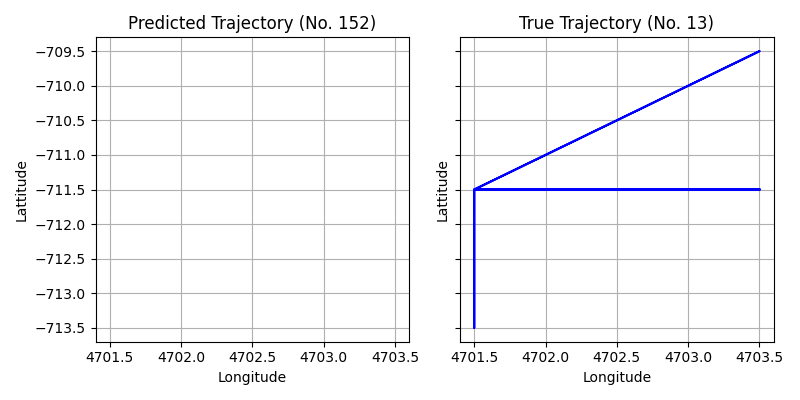 Predicted Trajectory (No. 152)
−709.5
−710.0
−710.5
−711.0
−711.5
−712.0
−712.5
−713.0
−713.5
Lattitude
4701.5 4702.0 4702.5 4703.0 4703.5
Longitude
True Trajectory (No. 13)
Lattitude
4701.5 4702.0 4702.5 4703.0 4703.5
Longitude